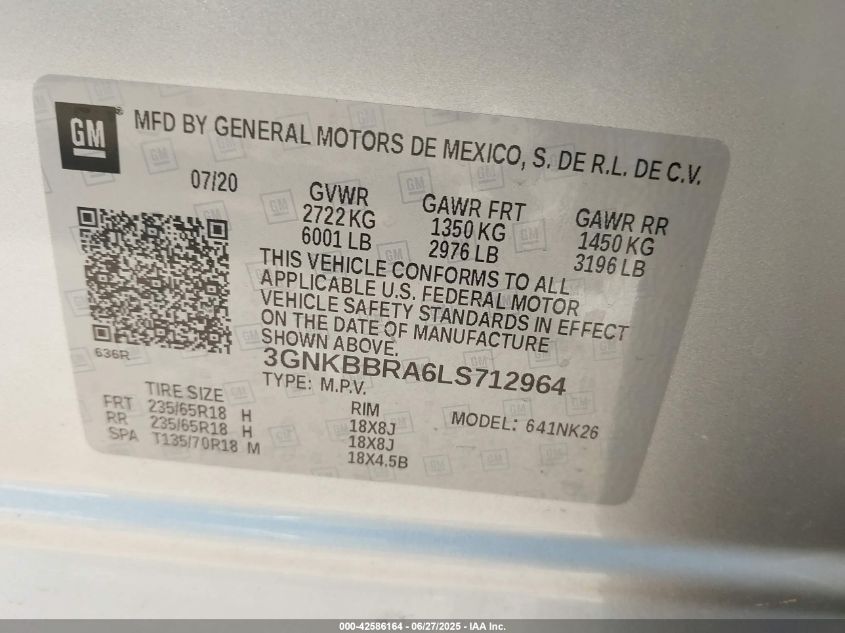 GM
®
MFD BY GENERAL MOTORS DE MEXICO, S. DE R.L. DE C.V.
07/20
GVWR
2722 KG
6001 LB
GAWR FRT
1350 KG
2976 LB
GAWR RR
1450 KG
3196 LB
THIS VEHICLE CONFORMS TO ALL
APPLICABLE U.S. FEDERAL MOTOR
VEHICLE SAFETY STANDARDS IN EFFECT
ON THE DATE OF MANUFACTURE
SHOWN ABOVE.
636R
3GNKBBRA6LS712964
TYPE: M.P.V.
MODEL: 641NK26
TIRE SIZE
FRT 235/65R18 H
RR 235/65R18 H
SPA T135/70R18 M
RIM
18X8J
18X8J
18X4.5B
000-42586164 - 06/27/2025 - IAA Inc.